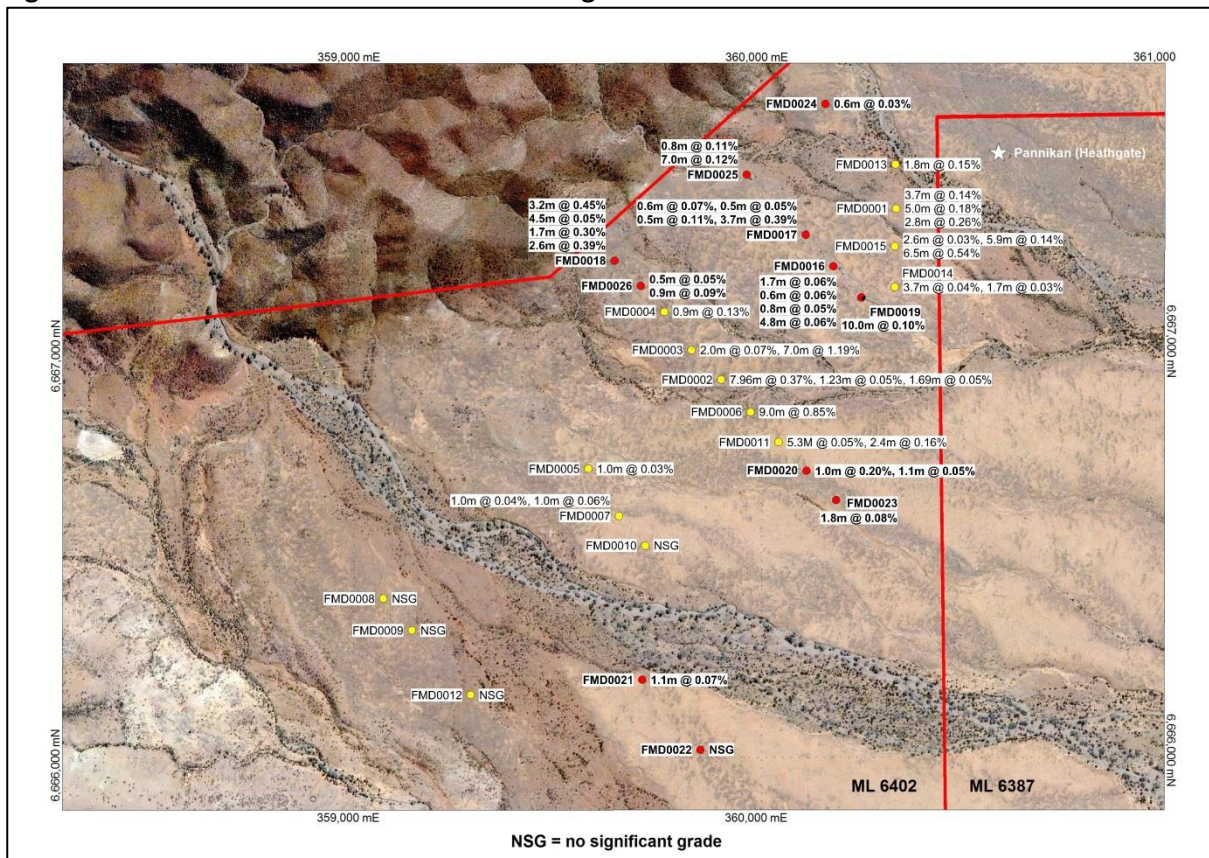 359,000 mE
360,000 mE
361,000
FMD0024 0.6m @ 0.03%
Pannikan (Heathgate)
0.8m @ 0.11%
7.0m @ 0.12%
FMD0025
FMD0013 1.8m @ 0.15%
3.2m @ 0.45%
4.5m @ 0.05%
1.7m @ 0.30%
2.6m @ 0.39%
FMD0018
0.6m @ 0.07%, 0.5m @ 0.05%
0.5m @ 0.11%, 3.7m @ 0.39%
FMD0017
3.7m @ 0.14%
FMD0001 5.0m @ 0.18%
2.8m @ 0.26%
FMD0015 2.6m @ 0.03%, 5.9m @ 0.14%
6.5m @ 0.54%
FMD0016
1.7m @ 0.06%
0.6m @ 0.06%
0.8m @ 0.05%
4.8m @ 0.06%
FMD0014
3.7m @ 0.04%, 1.7m @ 0.03%
FMD0026 0.5m @ 0.05%
0.9m @ 0.09%
FMD0019
10.0m @ 0.10%
FMD0004 0.9m @ 0.13%
6,667,000 mN
6,667,000 mN
FMD0003 2.0m @ 0.07%, 7.0m @ 1.19%
FMD0002 7.96m @ 0.37%, 1.23m @ 0.05%, 1.69m @ 0.05%
FMD0006 9.0m @ 0.85%
FMD0011 5.3M @ 0.05%, 2.4m @ 0.16%
FMD0005 1.0m @ 0.03%
FMD0020 1.0m @ 0.20%, 1.1m @ 0.05%
1.0m @ 0.04%, 1.0m @ 0.06%
FMD0007
FMD0023
1.8m @ 0.08%
FMD0010 NSG
FMD0008 NSG
FMD0009 NSG
FMD0021 1.1m @ 0.07%
FMD0012 NSG
FMD0022 NSG
6,666,000 mN
6,666,000 mN
ML 6402
ML 6387
359,000 mE
360,000 mE
NSG = no significant grade